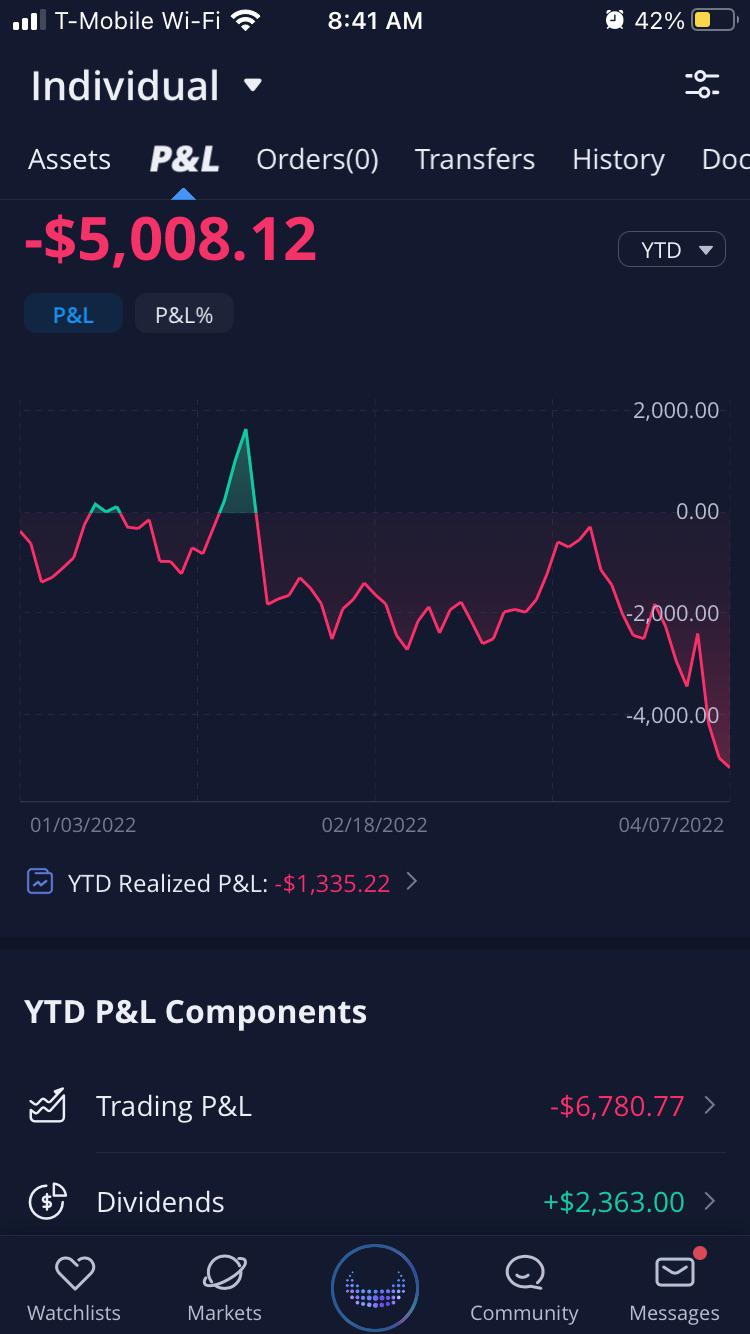 T-Mobile Wi-Fi 8:41 AM 42%
Individual
Assets P&L Orders(0) Transfers History Doc
-$5,008.12
YTD
P&L P&L%
2,000.00
0.00
-2,000.00
-4,000.00
01/03/2022 02/18/2022 04/07/2022
YTD Realized P&L: -$1,335.22
YTD P&L Components
Trading P&L -$6,780.77
$ Dividends +$2,363.00
Watchlists Markets Community Messages